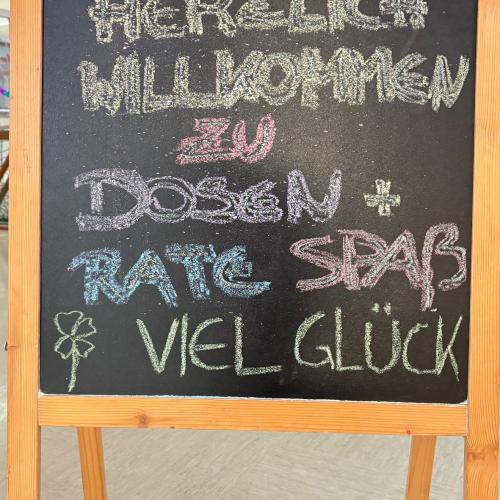 HERZLICH
WILLKOMMEN
ZU
DOSEN +
RATE SPAß
VIEL GLÜCK